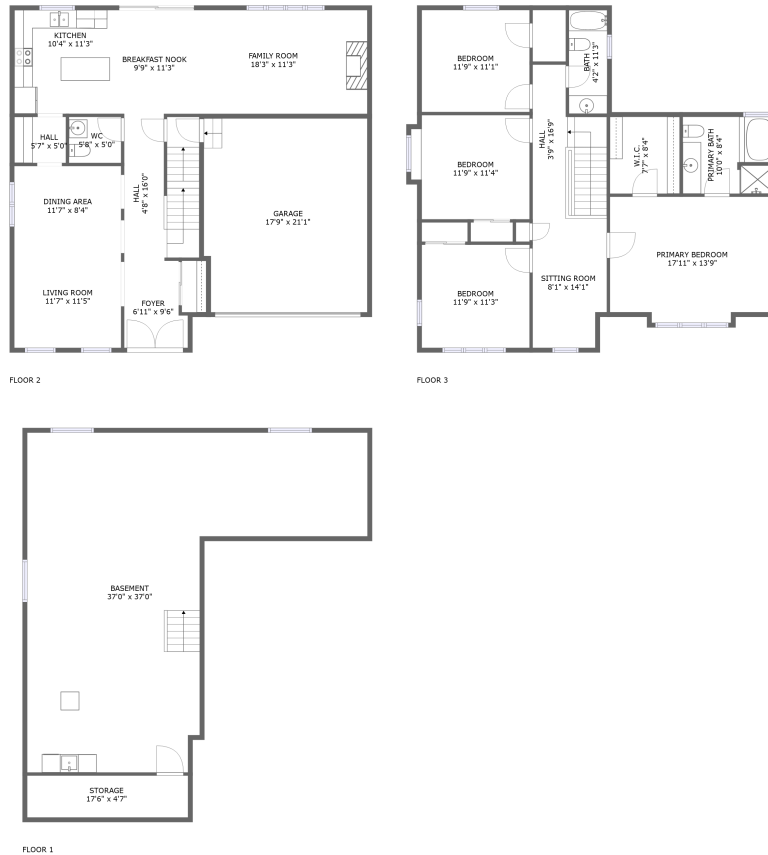 KITCHEN
10'4" x 11'3"
BREAKFAST NOOK
9'9" x 11'3"
FAMILY ROOM
18'3" x 11'3"
HALL
5'7" x 5'0"
WC
5'8" x 5'0"
DINING AREA
11'7" x 8'4"
HALL
4'8" x 16'0"
GARAGE
17'9" x 21'1"
LIVING ROOM
11'7" x 11'5"
FOYER
6'11" x 9'6"
FLOOR 2
BEDROOM
11'9" x 11'1"
BATH
4'2" x 11'3"
HALL
3'9" x 16'9"
BEDROOM
11'9" x 11'4"
W.I.C.
7'7" x 8'4"
PRIMARY BATH
10'0" x 8'4"
PRIMARY BEDROOM
17'11" x 13'9"
SITTING ROOM
8'1" x 14'1"
BEDROOM
11'9" x 11'3"
FLOOR 3
BASEMENT
37'0" x 37'0"
STORAGE
17'6" x 4'7"
FLOOR 1